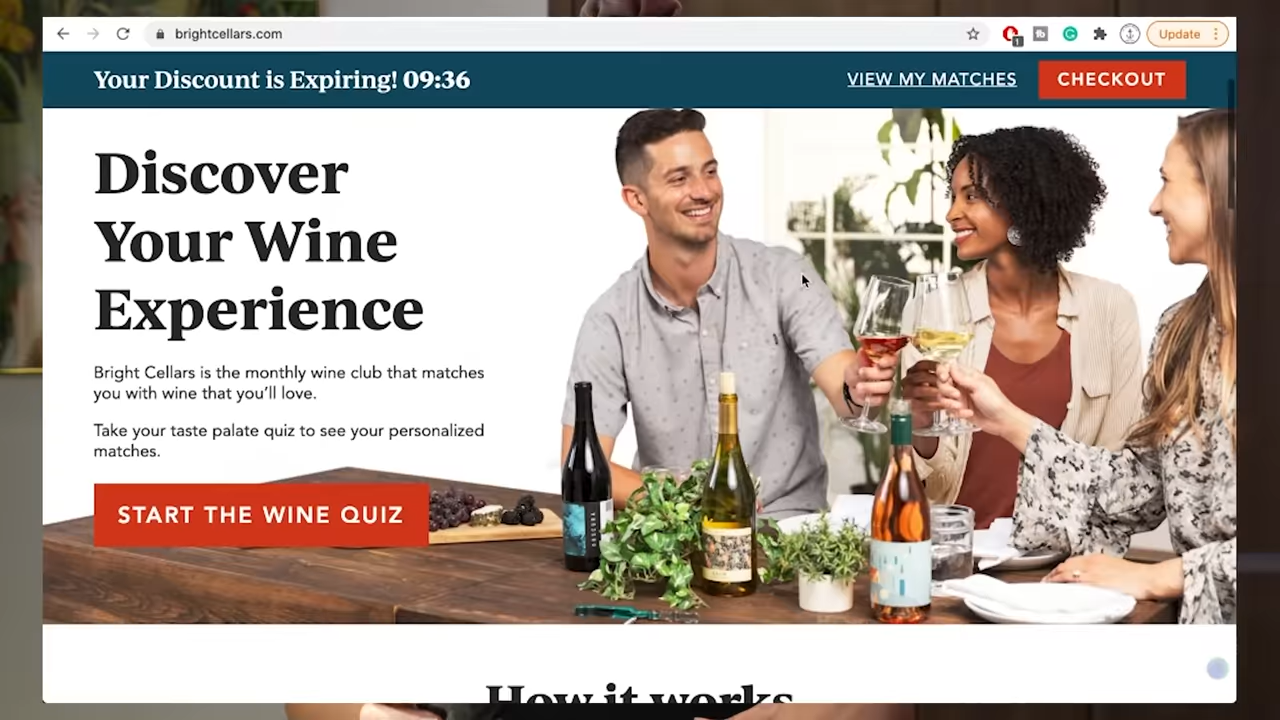 brightcellars.com
Update
Your Discount is Expiring! 09:36
VIEW MY MATCHES
CHECKOUT
Discover
Your Wine
Experience
Bright Cellars is the monthly wine club that matches
you with wine that you'll love.
Take your taste palate quiz to see your personalized
matches.
START THE WINE QUIZ
How it works